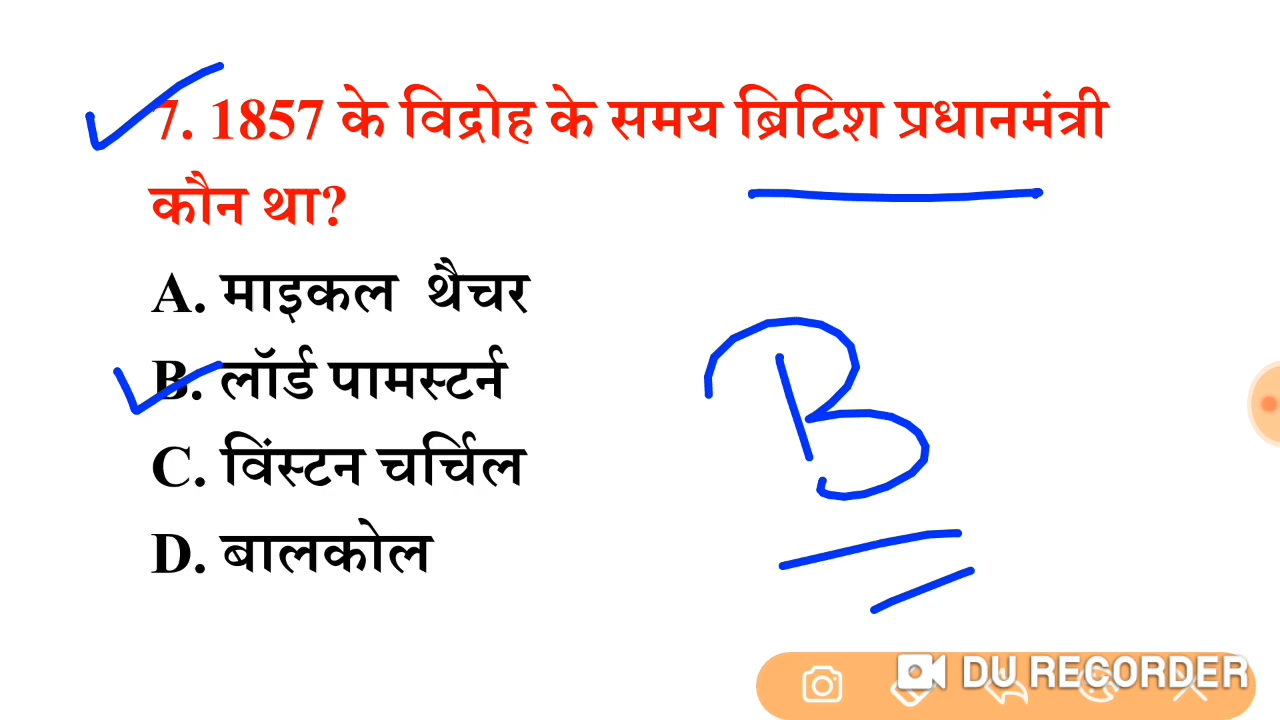 7. 1857 के विद्रोह के समय ब्रिटिश प्रधानमंत्री
कौन था?
A. माइकल थैचर
B. लॉर्ड पामस्टर्न
C. विंस्टन चर्चिल
D. बालकोल
B
DU RECORDER